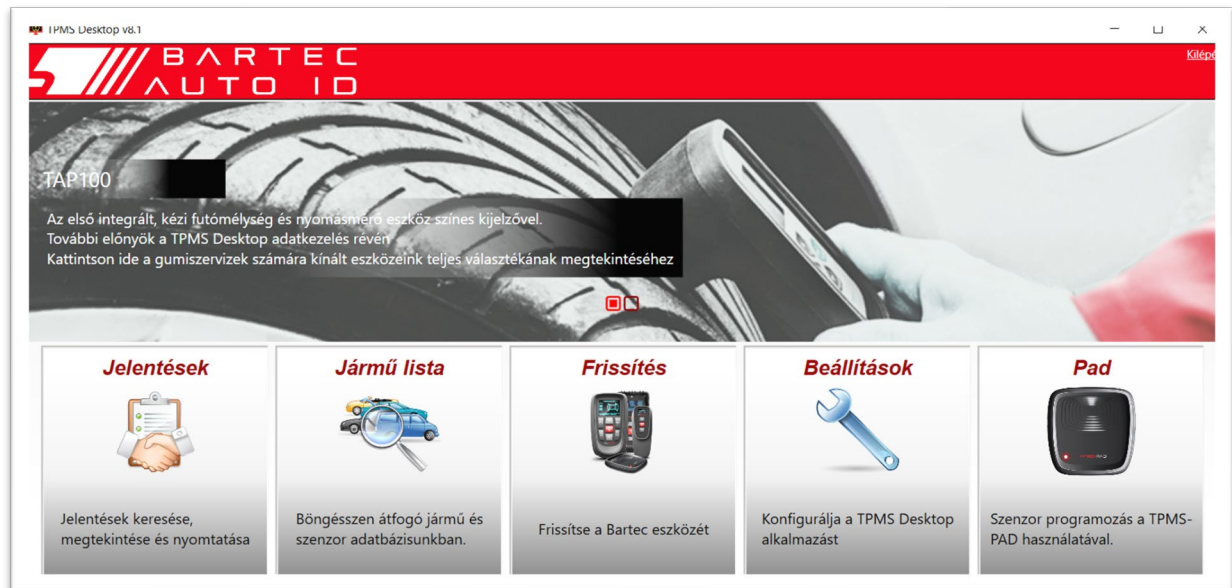 TPMS Desktop v8.1
BARTEC
AUTO ID
Kilépé
TAP100
Az első integrált, kézi futómélység és nyomásmérő eszköz színes kijelzővel.
További előnyök a TPMS Desktop adatkezelés révén
Kattintson ide a gumiszervizek számára kínált eszközeink teljes választékának megtekintéséhez
Jelentések
Jelentések keresése,
megtekintése és nyomtatása
Jármű lista
Böngésszen átfogó jármű és
szenzor adatbázisunkban.
Frissítés
Frissítse a Bartec eszközét
Beállítások
Konfigurálja a TPMS Desktop
alkalmazást
Pad
Szenzor programozás a TPMS-
PAD használatával.